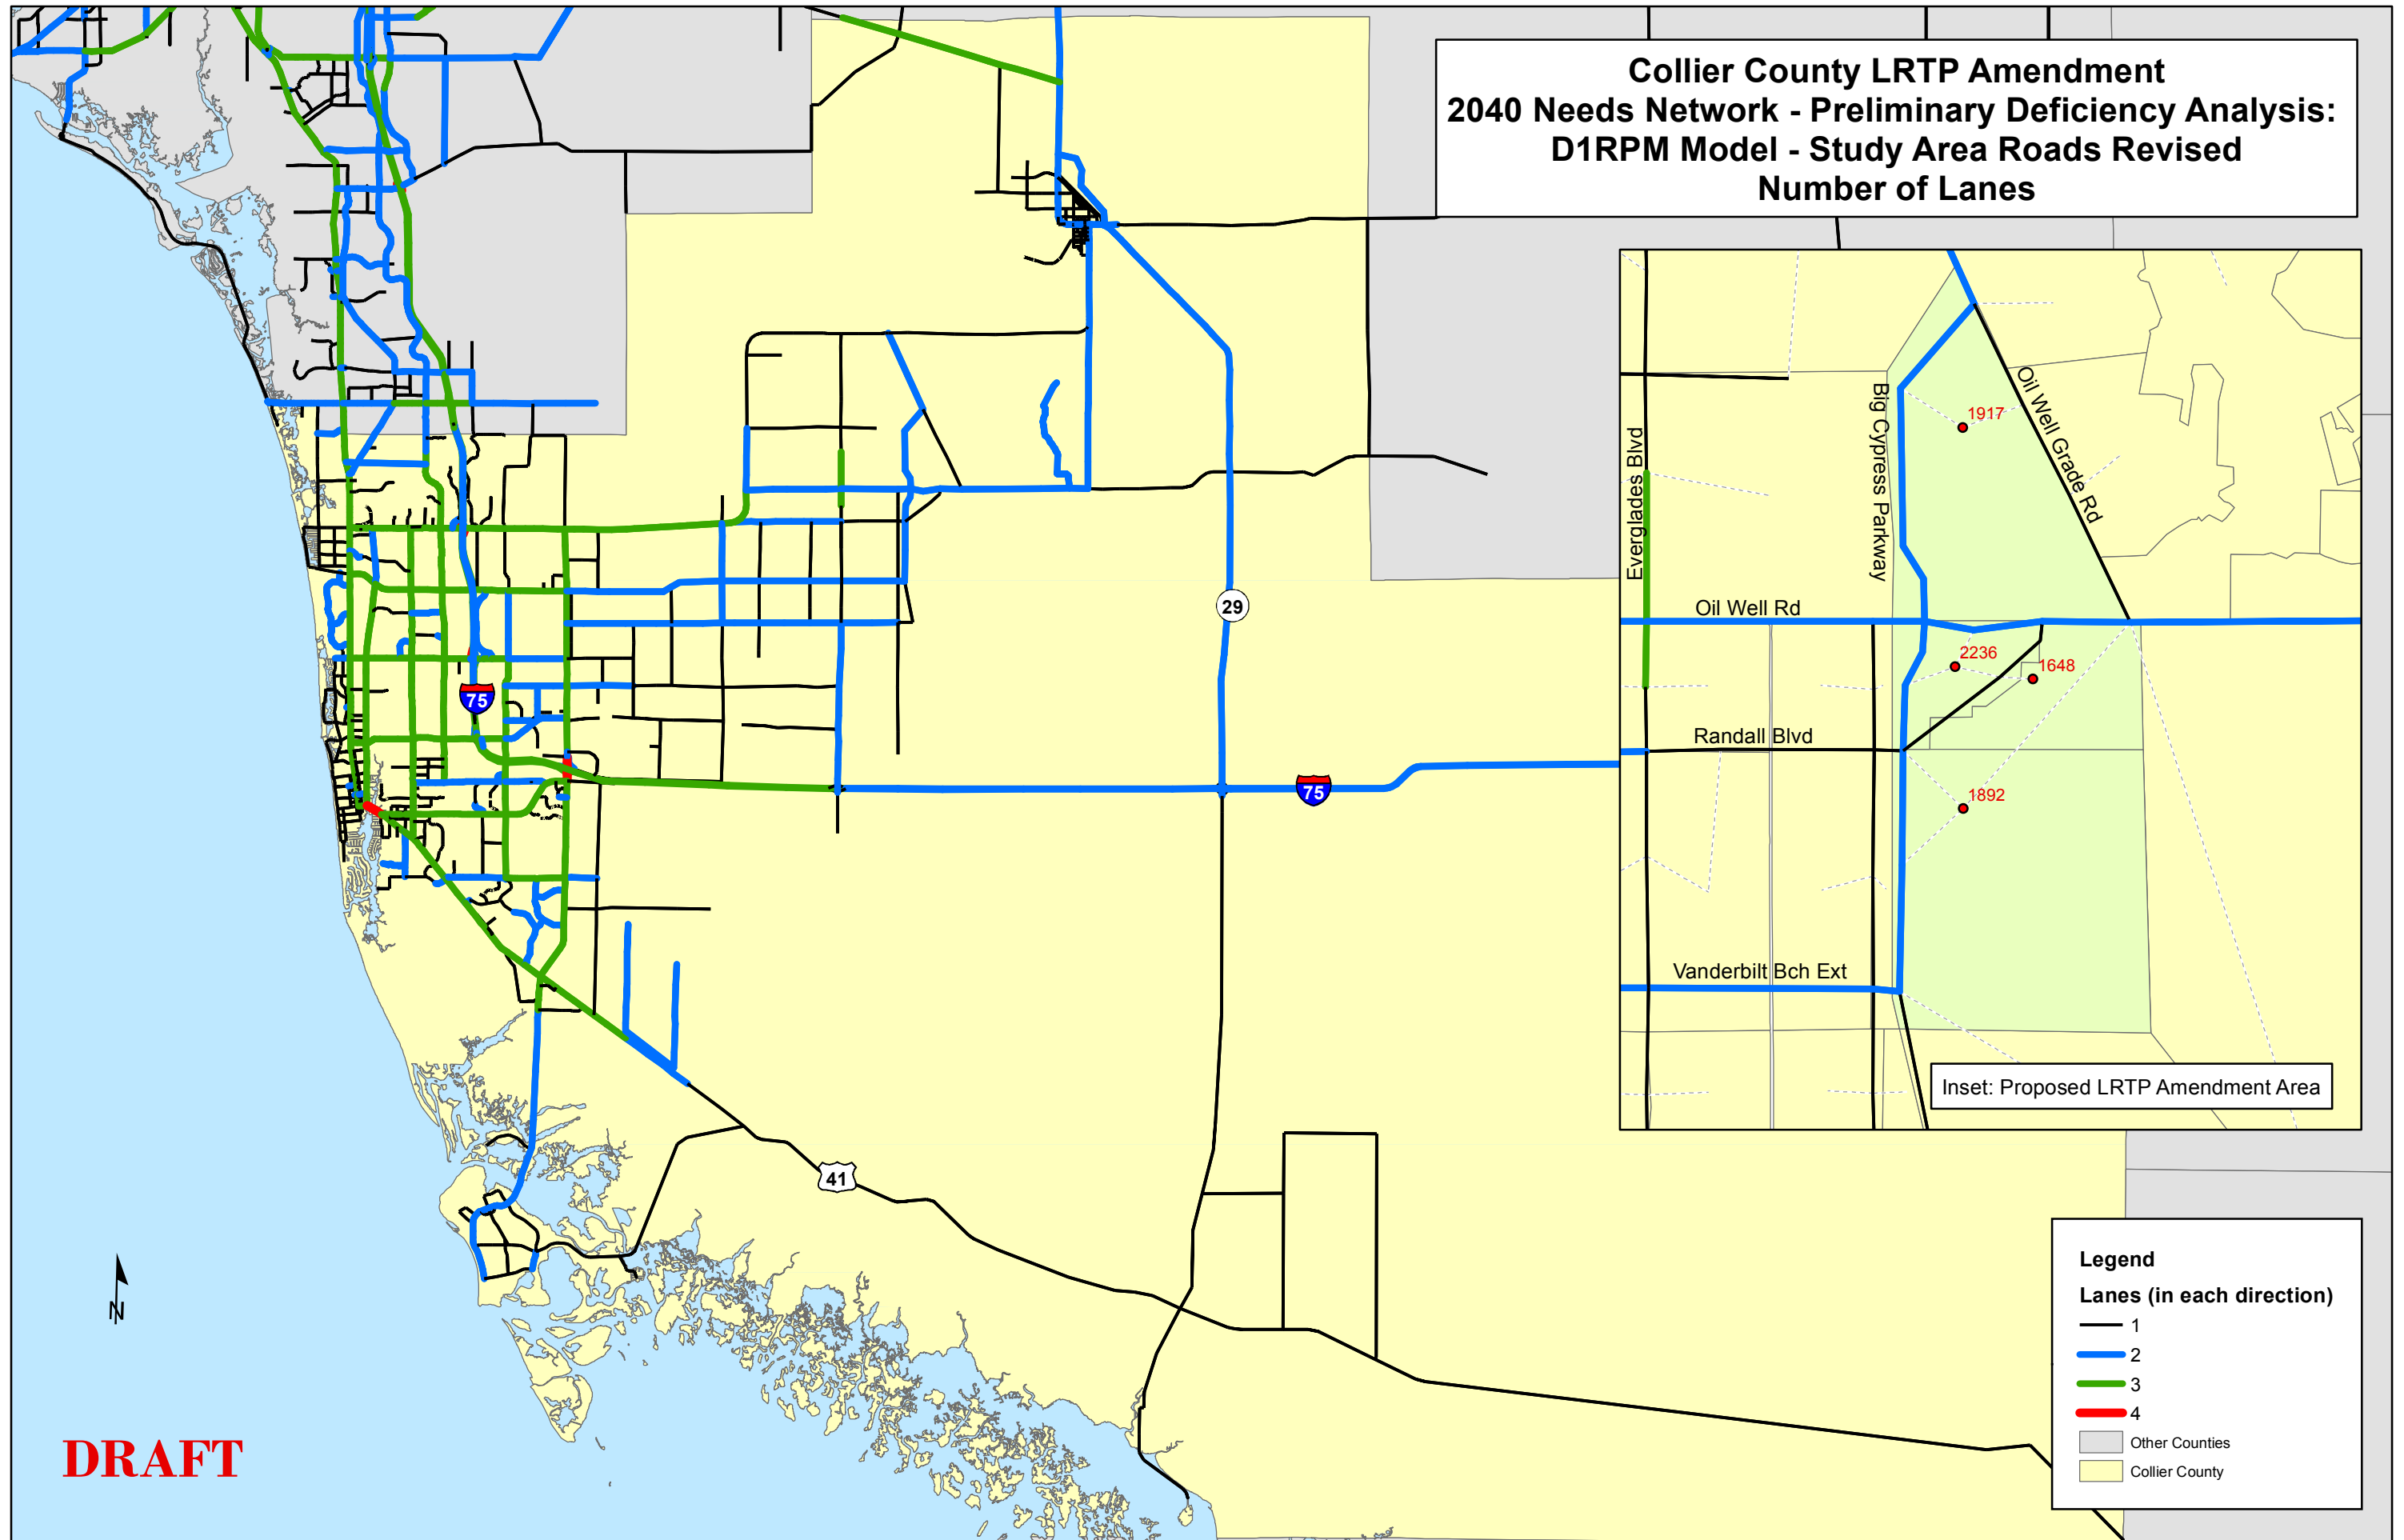 Collier County LRTP Amendment
2040 Needs Network - Preliminary Deficiency Analysis:
D1RPM Model - Study Area Roads Revised
Number of Lanes
29
75
75
41
Everglades Blvd
Big Cypress Parkway
Oil Well Grade Rd
1917
Oil Well Rd
2236
1648
Randall Blvd
1892
Vanderbilt Bch Ext
Inset: Proposed LRTP Amendment Area
N
DRAFT
Legend
Lanes (in each direction)
1
2
3
4
Other Counties
Collier County